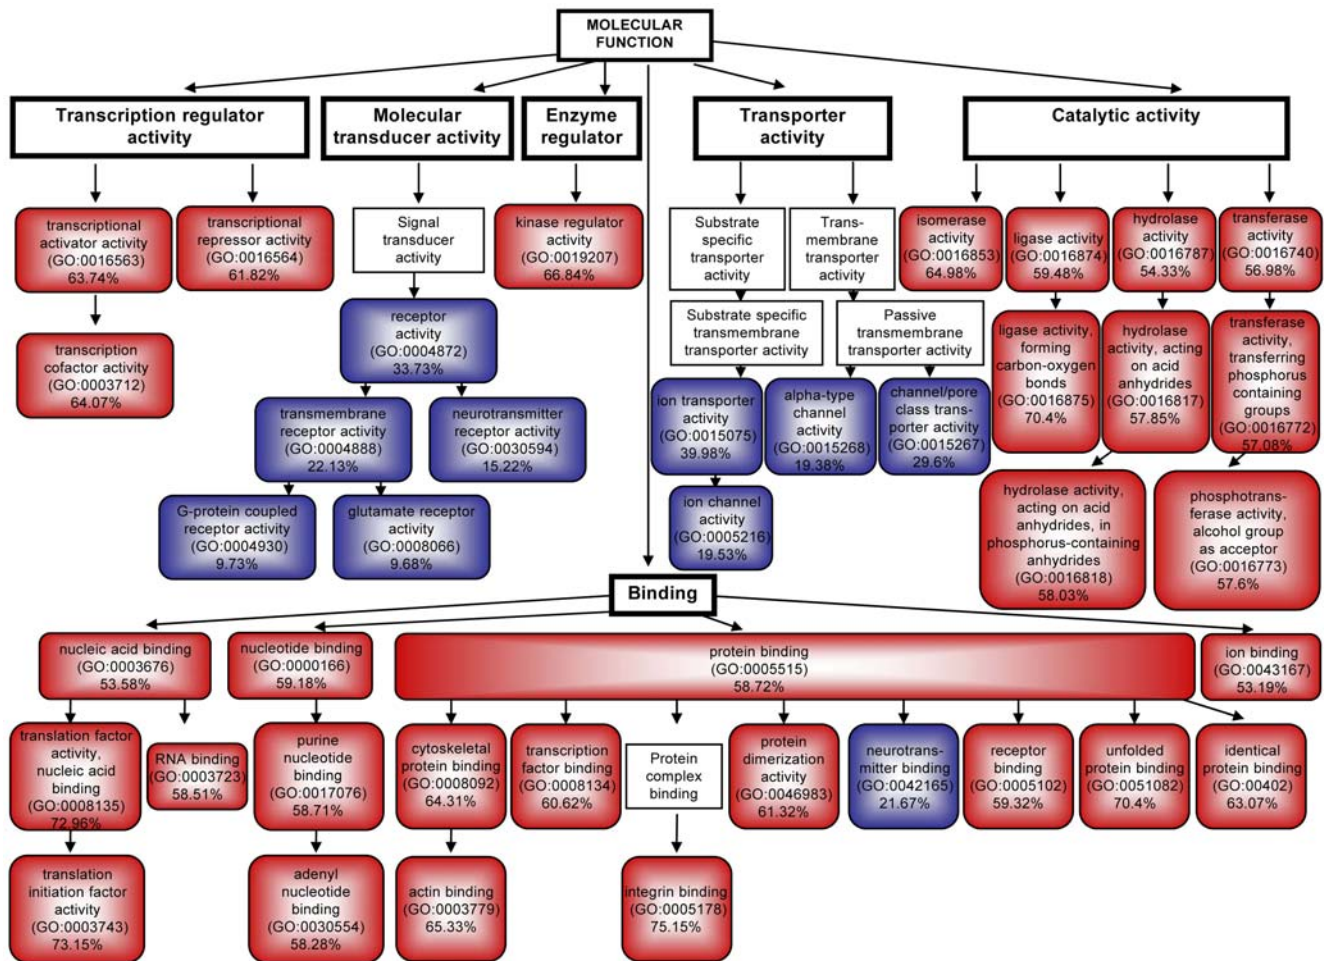 MOLECULAR
FUNCTION
Transcription regulator
activity
Molecular
transducer activity
Enzyme
regulator
Transporter
activity
Catalytic activity
transcriptional
activator activity
(GO:0016563)
63.74%
transcriptional
repressor activity
(GO:0016564)
61.82%
Signal
transducer
activity
kinase regulator
activity
(GO:0019207)
66.84%
Substrate
specific
transporter
activity
Trans-
membrane
transporter
activity
isomerase
activity
(GO:0016853)
64.98%
ligase activity
(GO:0016874)
59.48%
hydrolase
activity
(GO:0016787)
54.33%
transferase
activity
(GO:0016740)
56.98%
transcription
cofactor activity
(GO:0003712)
64.07%
receptor
activity
(GO:0004872)
33.73%
Substrate specific
transmembrane
transporter activity
Passive
transmembrane
transporter activity
ligase activity,
forming
carbon-oxygen
bonds
(GO:0016875)
70.4%
hydrolase
activity, acting
on acid
anhydrides
(GO:0016817)
57.85%
transferase
activity,
transferring
phosphorus
containing
groups
(GO:0016772)
57.08%
transmembrane
receptor activity
(GO:0004888)
22.13%
neurotransmitter
receptor activity
(GO:0030594)
15.22%
ion transporter
activity
(GO:0015075)
39.98%
alpha-type
channel
activity
(GO:0015268)
19.38%
channel/pore
class trans-
porter activity
(GO:0015267)
29.6%
G-protein coupled
receptor activity
(GO:0004930)
9.73%
glutamate receptor
activity
(GO:0008066)
9.68%
ion channel
activity
(GO:0005216)
19.53%
hydrolase activity,
acting on acid
anhydrides, in
phosphorus-containing
anhydrides
(GO:0016818)
58.03%
phosphotrans-
ferase activity,
alcohol group
as acceptor
(GO:0016773)
57.6%
Binding
nucleic acid binding
(GO:0003676)
53.58%
nucleotide binding
(GO:0000166)
59.18%
protein binding
(GO:0005515)
58.72%
ion binding
(GO:0043167)
53.19%
translation factor
activity,
nucleic acid
binding
(GO:0008135)
72.96%
RNA binding
(GO:0003723)
58.51%
purine
nucleotide
binding
(GO:0017076)
58.71%
cytoskeletal
protein binding
(GO:0008092)
64.31%
transcription
factor binding
(GO:0008134)
60.62%
Protein
complex
binding
protein
dimerization
activity
(GO:0046983)
61.32%
neurotrans-
mitter binding
(GO:0042165)
21.67%
receptor
binding
(GO:0005102)
59.32%
unfolded
protein binding
(GO:0051082)
70.4%
identical
protein binding
(GO:00402)
63.07%
translation
initiation factor
activity
(GO:0003743)
73.15%
adenyl
nucleotide
binding
(GO:0030554)
58.28%
actin binding
(GO:0003779)
65.33%
integrin binding
(GO:0005178)
75.15%